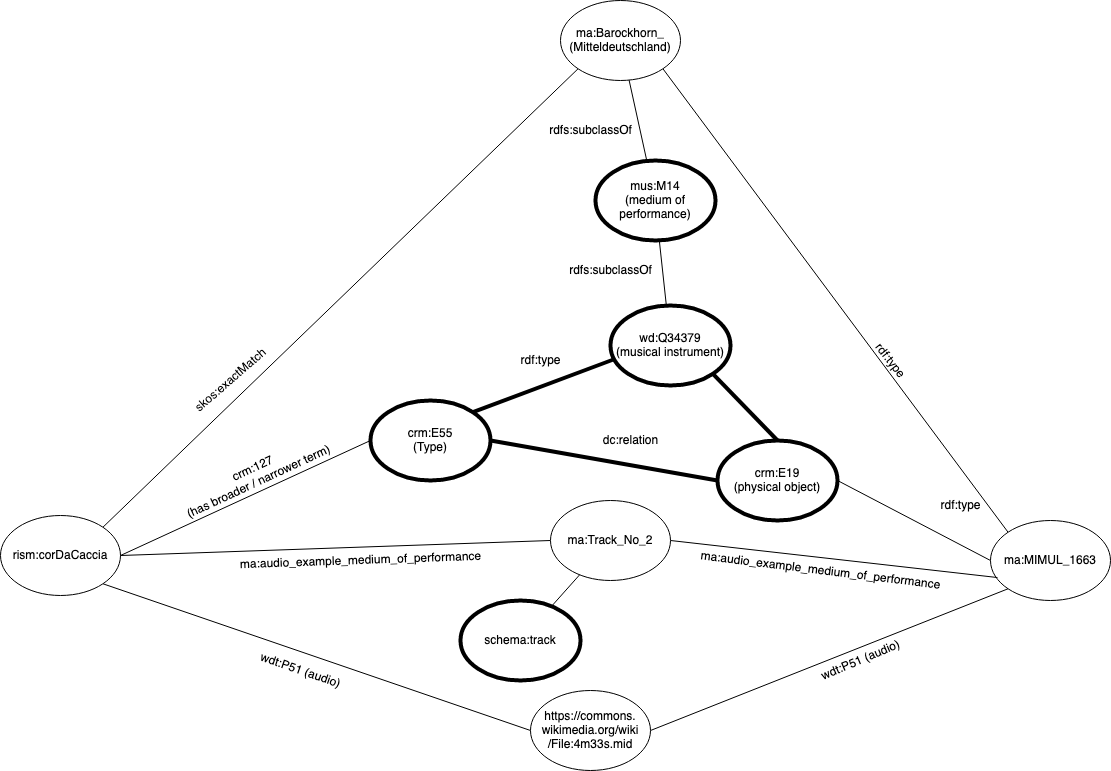 ma:Barockhorn_
(Mitteldeutschland)
rdfs:subclassOf
mus:M14
(medium of
performance)
rdfs:subclassOf
wd:Q34379
(musical instrument)
rdf:type
rdf:type
skos:exactMatch
crm:E55
(Type)
dc:relation
crm:127
(has broader / narrower term)
crm:E19
(physical object)
rdf:type
rism:corDaCaccia
ma:Track_No_2
ma:MIMUL_1663
ma:audio_example_medium_of_performance
ma:audio_example_medium_of_performance
schema:track
wdt:P51 (audio)
wdt:P51 (audio)
https://commons.
wikimedia.org/wiki
/File:4m33s.mid